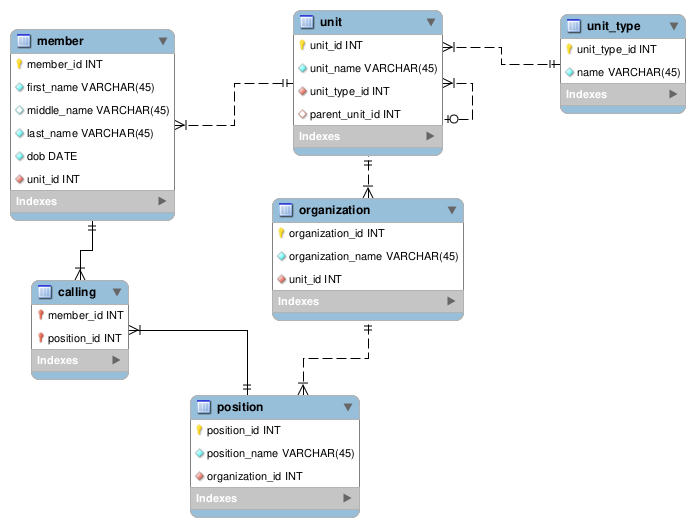 member
member_id INT
first_name VARCHAR(45)
middle_name VARCHAR(45)
last_name VARCHAR(45)
dob DATE
unit_id INT
Indexes
unit
unit_id INT
unit_name VARCHAR(45)
unit_type_id INT
parent_unit_id INT
Indexes
unit_type
unit_type_id INT
name VARCHAR(45)
Indexes
organization
organization_id INT
organization_name VARCHAR(45)
unit_id INT
Indexes
calling
member_id INT
position_id INT
Indexes
position
position_id INT
position_name VARCHAR(45)
organization_id INT
Indexes